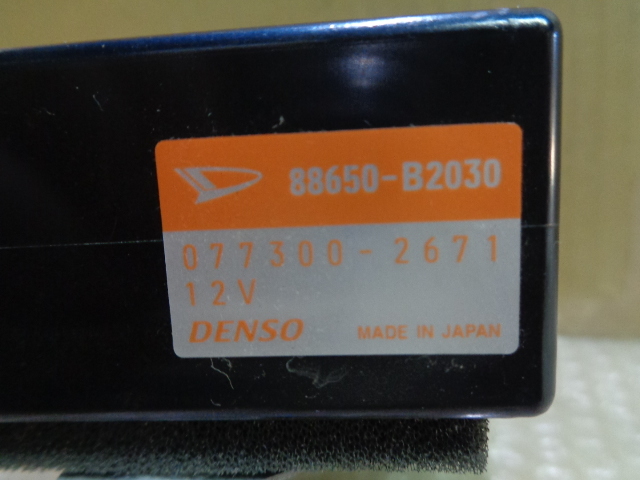 88650-B2030
077300-2671
12V
DENSO MADE IN JAPAN